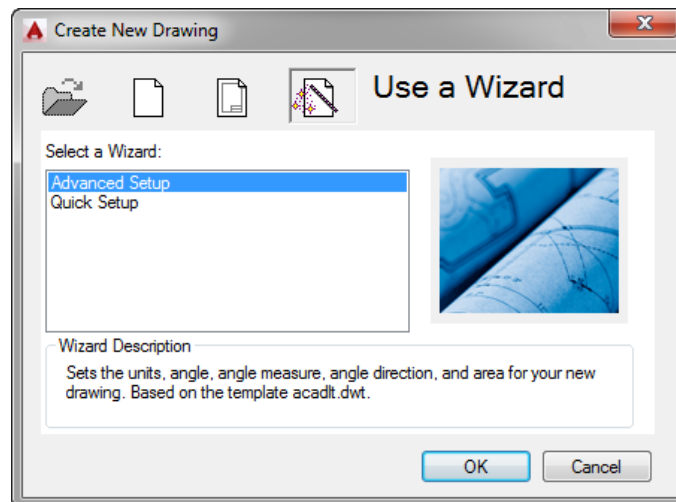 Create New Drawing
Use a Wizard
Select a Wizard:
Advanced Setup
Quick Setup
Wizard Description
Sets the units, angle, angle measure, angle direction, and area for your new
drawing. Based on the template acadlt.dwt.
OK
Cancel